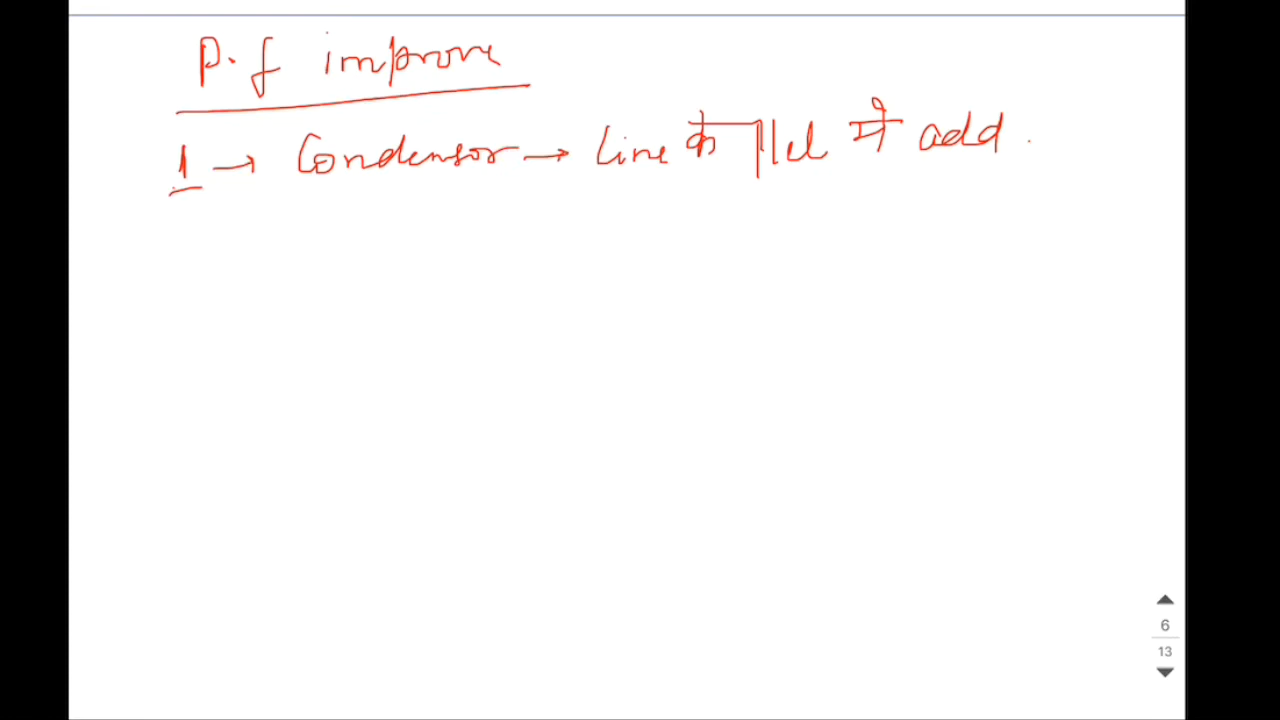 P.f improve
1 → Condensor → Line के ||el में add.
6
13